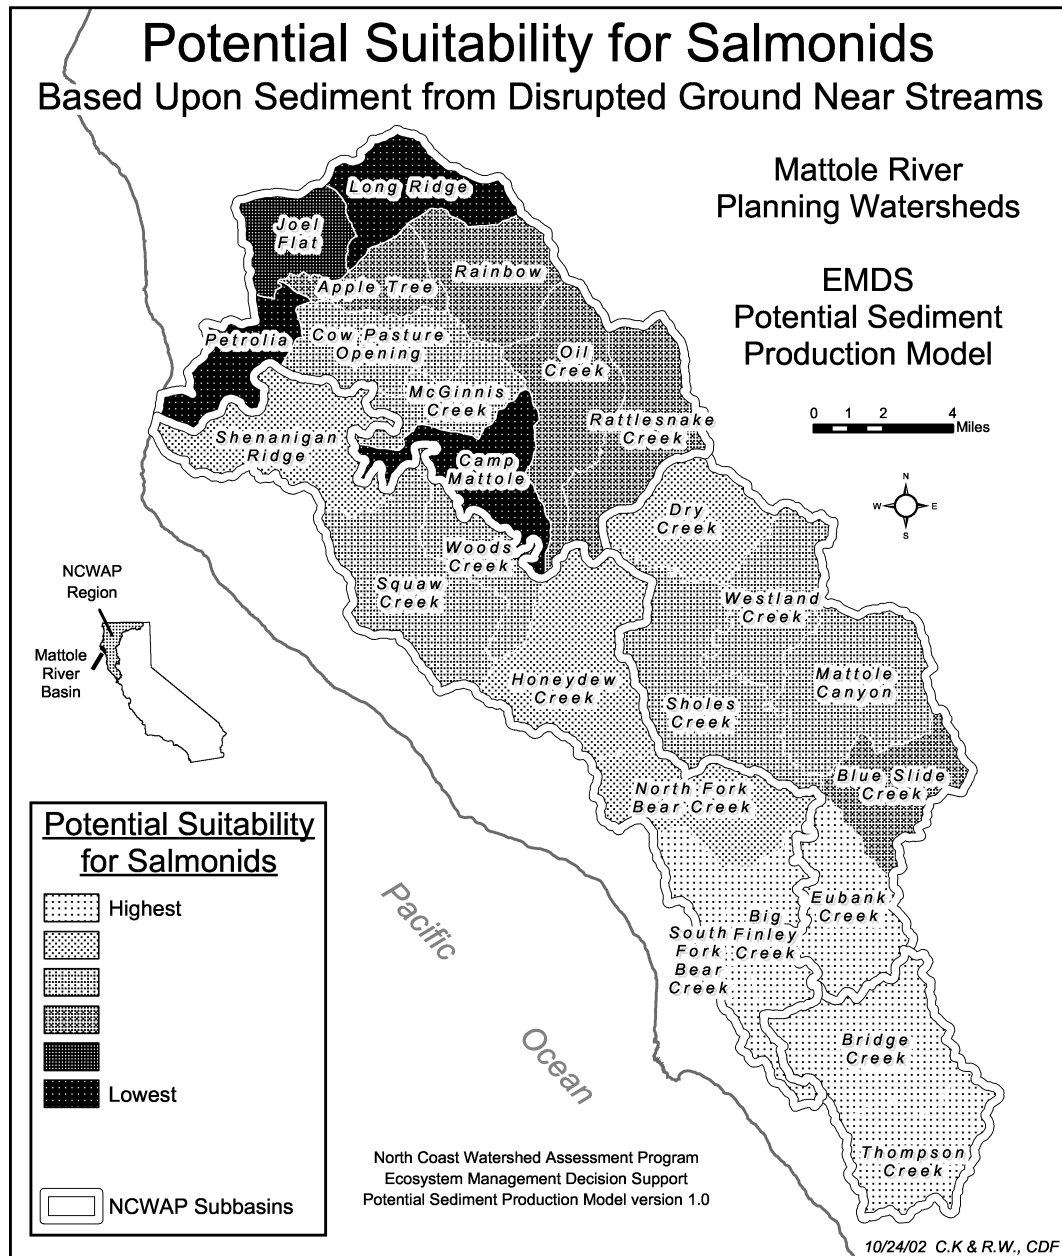 Potential Suitability for Salmonids
Based Upon Sediment from Disrupted Ground Near Streams
Mattole River
Planning Watersheds
EMDS
Potential Sediment
Production Model
0 1 2 4
Miles
N
W E
S
Long Ridge
Joel
Flat
Rainbow
Apple Tree
Petrolia
Cow Pasture
Opening
Oil
Creek
McGinnis
Creek
Rattlesnake
Creek
Shenanigan
Ridge
Camp
Mattole
Dry
Creek
Woods
Creek
Squaw
Creek
Westland
Creek
Honeydew
Creek
Mattole
Canyon
Sholes
Creek
Blue Slide
Creek
North Fork
Bear Creek
Eubank
Creek
Big
Finley
Creek
South
Fork
Bear
Creek
Bridge
Creek
Thompson
Creek
NCWAP
Region
Mattole
River
Basin
Pacific
Ocean
Potential Suitability
for Salmonids
Highest
Lowest
NCWAP Subbasins
North Coast Watershed Assessment Program
Ecosystem Management Decision Support
Potential Sediment Production Model version 1.0
10/24/02 C.K & R.W., CDF